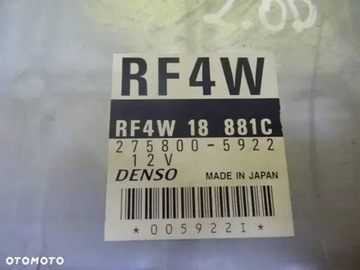 2.0D
RF4W
RF4W 18 881C
275800-5922
12V
DENSO MADE IN JAPAN
*005922I*
OTOMOTO